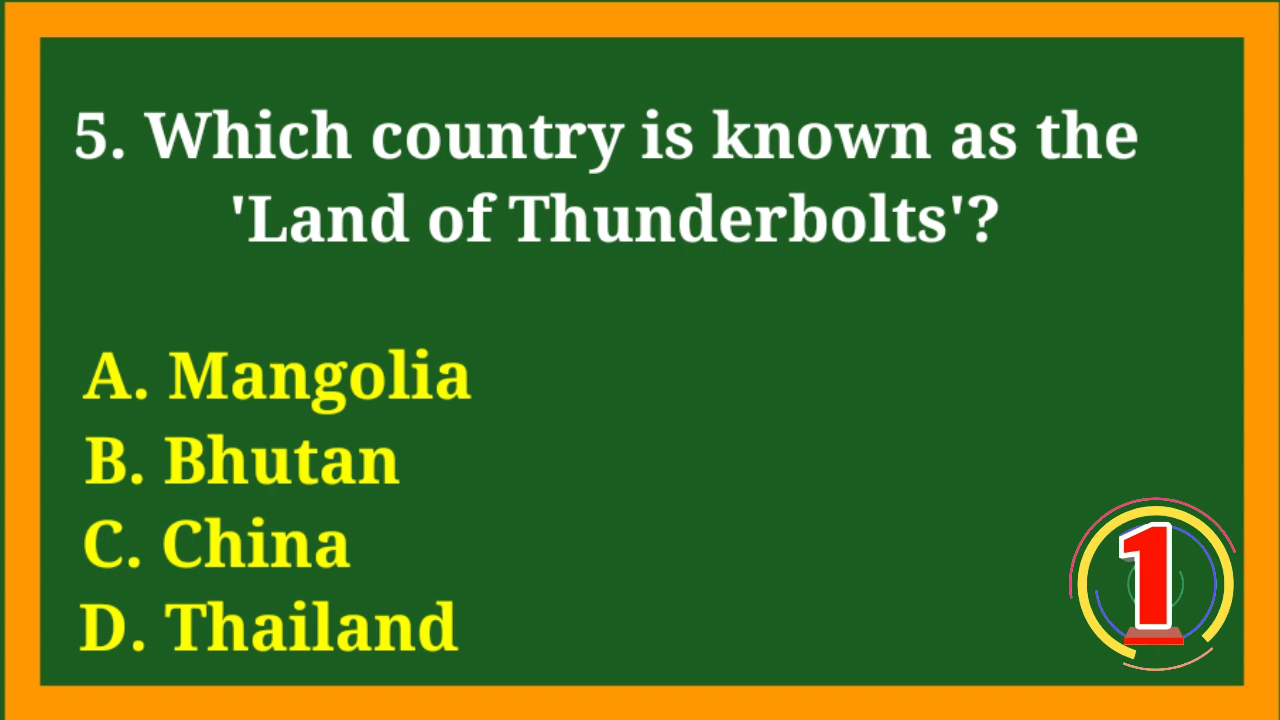 5. Which country is known as the
'Land of Thunderbolts'?
A. Mangolia
B. Bhutan
C. China
D. Thailand
1